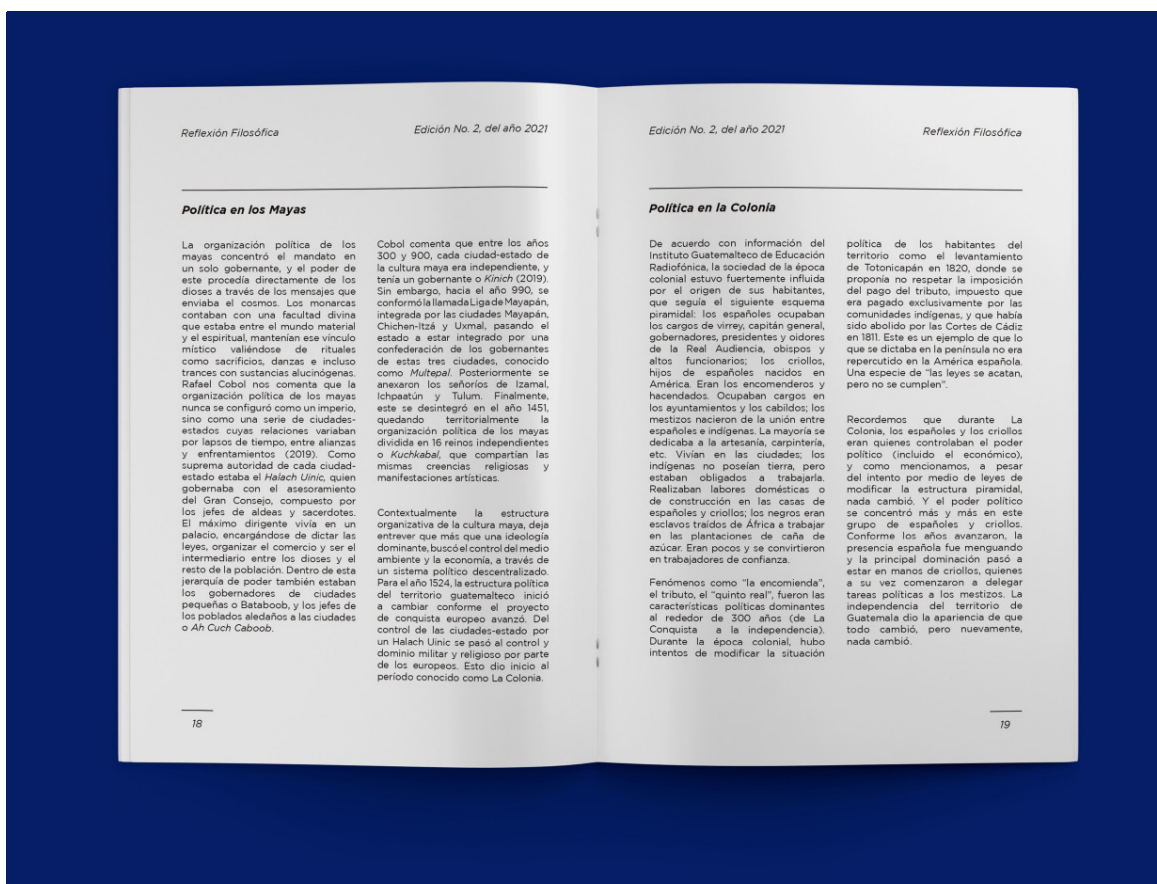 Reflexión Filosófica
Edición No. 2, del año 2021
Política en los Mayas
La organización política de los
mayas concentró el mandato en
un solo gobernante, y el poder de
este procedía directamente de los
dioses a través de los mensajes que
enviaba el cosmos. Los monarcas
contaban con una facultad divina
que estaba entre el mundo material
y el espiritual, mantenían ese vínculo
místico valiéndose de rituales
como sacrificios, danzas e incluso
trances con sustancias alucinógenas.
Rafael Cobol nos comenta que la
organización política de los mayas
nunca se configuró como un imperio,
sino como una serie de ciudades-
estados cuyas relaciones variaban
por lapsos de tiempo, entre alianzas
y enfrentamientos (2019). Como
suprema autoridad de cada ciudad-
estado estaba el Halach Uinic, quien
gobernaba con el asesoramiento
del Gran Consejo, compuesto por
los jefes de aldeas y sacerdotes.
El máximo dirigente vivía en un
palacio, encargándose de dictar las
leyes, organizar el comercio y ser el
intermediario entre los dioses y el
resto de la población. Dentro de esta
jerarquía de poder también estaban
los gobernadores de ciudades
pequeñas o Bataboob, y los jefes de
los poblados aledaños a las ciudades
o Ah Cuch Caboob.
Cobol comenta que entre los años
300 y 900, cada ciudad-estado de
la cultura maya era independiente, y
tenía un gobernante o Kinich (2019).
Sin embargo, hacia el año 990, se
conformó la llamada Liga de Mayapán,
integrada por las ciudades Mayapán,
Chichen-Itzá y Uxmal, pasando el
estado a estar integrado por una
confederación de los gobernantes
de estas tres ciudades, conocido
como Multepal. Posteriormente se
anexaron los señoríos de Izamal,
Ichpaatún y Tulum. Finalmente,
este se desintegró en el año 1451,
quedando territorialmente la
organización política de los mayas
dividida en 16 reinos independientes
o Kuchkabal, que compartían las
mismas creencias religiosas y
manifestaciones artísticas.
Contextualmente la estructura
organizativa de la cultura maya, deja
entrever que más que una ideología
dominante, buscó el control del medio
ambiente y la economía, a través de
un sistema político descentralizado.
Para el año 1524, la estructura política
del territorio guatemalteco inició
a cambiar conforme el proyecto
de conquista europeo avanzó. Del
control de las ciudades-estado por
un Halach Uinic se pasó al control y
dominio militar y religioso por parte
de los europeos. Esto dio inicio al
período conocido como La Colonia.
18
Edición No. 2, del año 2021
Reflexión Filosófica
Política en la Colonia
De acuerdo con información del
Instituto Guatemalteco de Educación
Radiofónica, la sociedad de la época
colonial estuvo fuertemente influida
por el origen de sus habitantes,
que seguía el siguiente esquema
piramidal: los españoles ocupaban
los cargos de virrey, capitán general,
gobernadores, presidentes y oidores
de la Real Audiencia, obispos y
altos funcionarios; los criollos,
hijos de españoles nacidos en
América. Eran los encomenderos y
hacendados. Ocupaban cargos en
los ayuntamientos y los cabildos; los
mestizos nacieron de la unión entre
españoles e indígenas. La mayoría se
dedicaba a la artesanía, carpintería,
etc. Vivían en las ciudades; los
indígenas no poseían tierra, pero
estaban obligados a trabajarla.
Realizaban labores domésticas o
de construcción en las casas de
españoles y criollos; los negros eran
esclavos traídos de África a trabajar
en las plantaciones de caña de
azúcar. Eran pocos y se convirtieron
en trabajadores de confianza.
Fenómenos como "la encomienda",
el tributo, el "quinto real", fueron las
características políticas dominantes
al rededor de 300 años (de La
Conquista a la independencia).
Durante la época colonial, hubo
intentos de modificar la situación
política de los habitantes del
territorio como el levantamiento
de Totonicapán en 1820, donde se
proponía no respetar la imposición
del pago del tributo, impuesto que
era pagado exclusivamente por las
comunidades indígenas, y que había
sido abolido por las Cortes de Cádiz
en 1811. Este es un ejemplo de que lo
que se dictaba en la península no era
repercutido en la América española.
Una especie de "las leyes se acatan,
pero no se cumplen".
Recordemos que durante La
Colonia, los españoles y los criollos
eran quienes controlaban el poder
político (incluido el económico),
y como mencionamos, a pesar
del intento por medio de leyes de
modificar la estructura piramidal,
nada cambió. Y el poder político
se concentró más y más en este
grupo de españoles y criollos.
Conforme los años avanzaron, la
presencia española fue menguando
y la principal dominación pasó a
estar en manos de criollos, quienes
a su vez comenzaron a delegar
tareas políticas a los mestizos. La
independencia del territorio de
Guatemala dio la apariencia de que
todo cambió, pero nuevamente,
nada cambió.
19